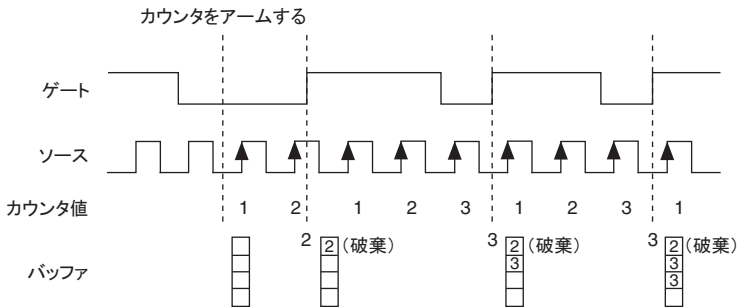 カウンタをアームする
ゲート
ソース
カウンタ値 1 2 1 2 3 1 2 3 1
2 3 3
バッファ
2 (破棄)
2 (破棄)
3
2 (破棄)
3
3